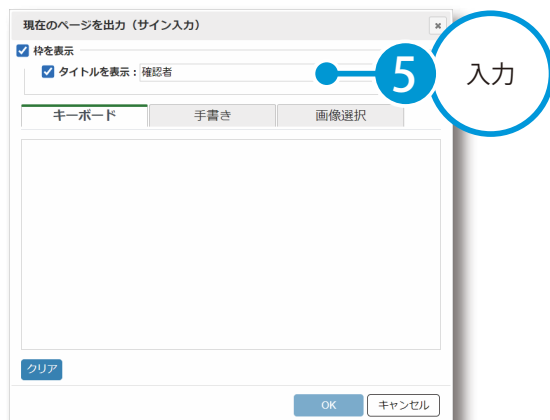 現在のページを出力（サイン入力）
枠を表示
タイトルを表示：確認者
5 入力
キーボード 手書き 画像選択
クリア
OK キャンセル